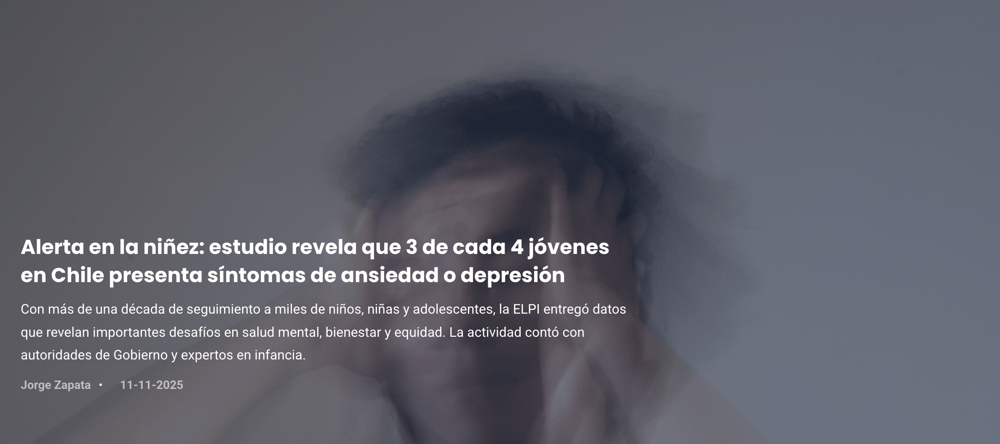 Alerta en la niñez: estudio revela que 3 de cada 4 jóvenes
en Chile presenta síntomas de ansiedad o depresión
Con más de una década de seguimiento a miles de niños, niñas y adolescentes, la ELPI entregó datos
que revelan importantes desafíos en salud mental, bienestar y equidad. La actividad contó con
autoridades de Gobierno y expertos en infancia.
Jorge Zapata • 11-11-2025